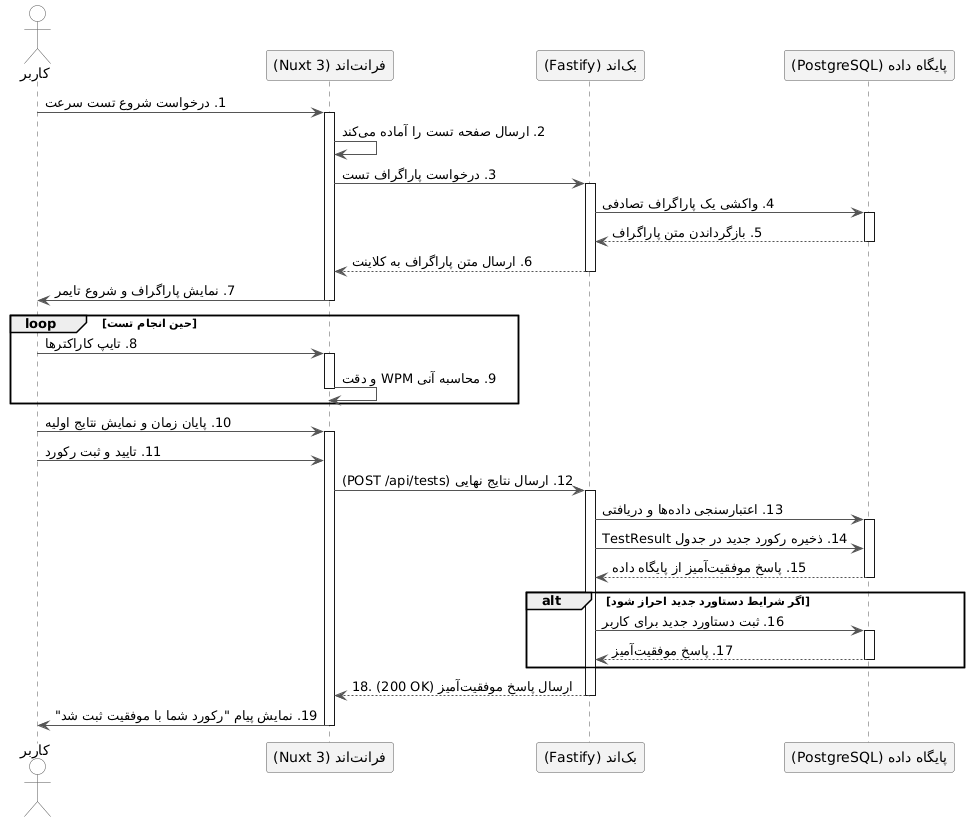 کاربر
فرانت‌اند (Nuxt 3)
بک‌اند (Fastify)
پایگاه داده (PostgreSQL)
1. درخواست شروع تست سرعت
2. ارسال صفحه تست را آماده می‌کند
3. درخواست پاراگراف تست
4. واکشی یک پاراگراف تصادفی
5. بازگرداندن متن پاراگراف
6. ارسال متن پاراگراف به کلاینت
7. نمایش پاراگراف و شروع تایمر
loop [حین انجام تست]
8. تایپ کاراکترها
9. محاسبه آنی WPM و دقت
10. پایان زمان و نمایش نتایج اولیه
11. تایید و ثبت رکورد
12. ارسال نتایج نهایی (POST /api/tests)
13. اعتبارسنجی داده‌ها و دریافتی
14. ذخیره رکورد جدید در جدول TestResult
15. پاسخ موفقیت‌آمیز از پایگاه داده
alt [اگر شرایط دستاورد جدید احراز شود]
16. ثبت دستاورد جدید برای کاربر
17. پاسخ موفقیت‌آمیز
18. ارسال پاسخ موفقیت‌آمیز (200 OK)
19. نمایش پیام "رکورد شما با موفقیت ثبت شد"
کاربر
فرانت‌اند (Nuxt 3)
بک‌اند (Fastify)
پایگاه داده (PostgreSQL)